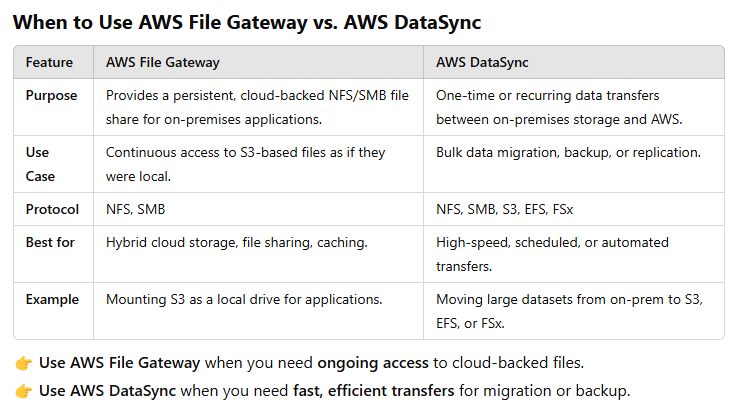 When to Use AWS File Gateway vs. AWS DataSync
Feature AWS File Gateway AWS DataSync
Purpose Provides a persistent, cloud-backed NFS/SMB file share for on-premises applications. One-time or recurring data transfers between on-premises storage and AWS.
Use Case Continuous access to S3-based files as if they were local. Bulk data migration, backup, or replication.
Protocol NFS, SMB NFS, SMB, S3, EFS, FSx
Best for Hybrid cloud storage, file sharing, caching. High-speed, scheduled, or automated transfers.
Example Mounting S3 as a local drive for applications. Moving large datasets from on-prem to S3, EFS, or FSx.
👉 Use AWS File Gateway when you need ongoing access to cloud-backed files.
👉 Use AWS DataSync when you need fast, efficient transfers for migration or backup.